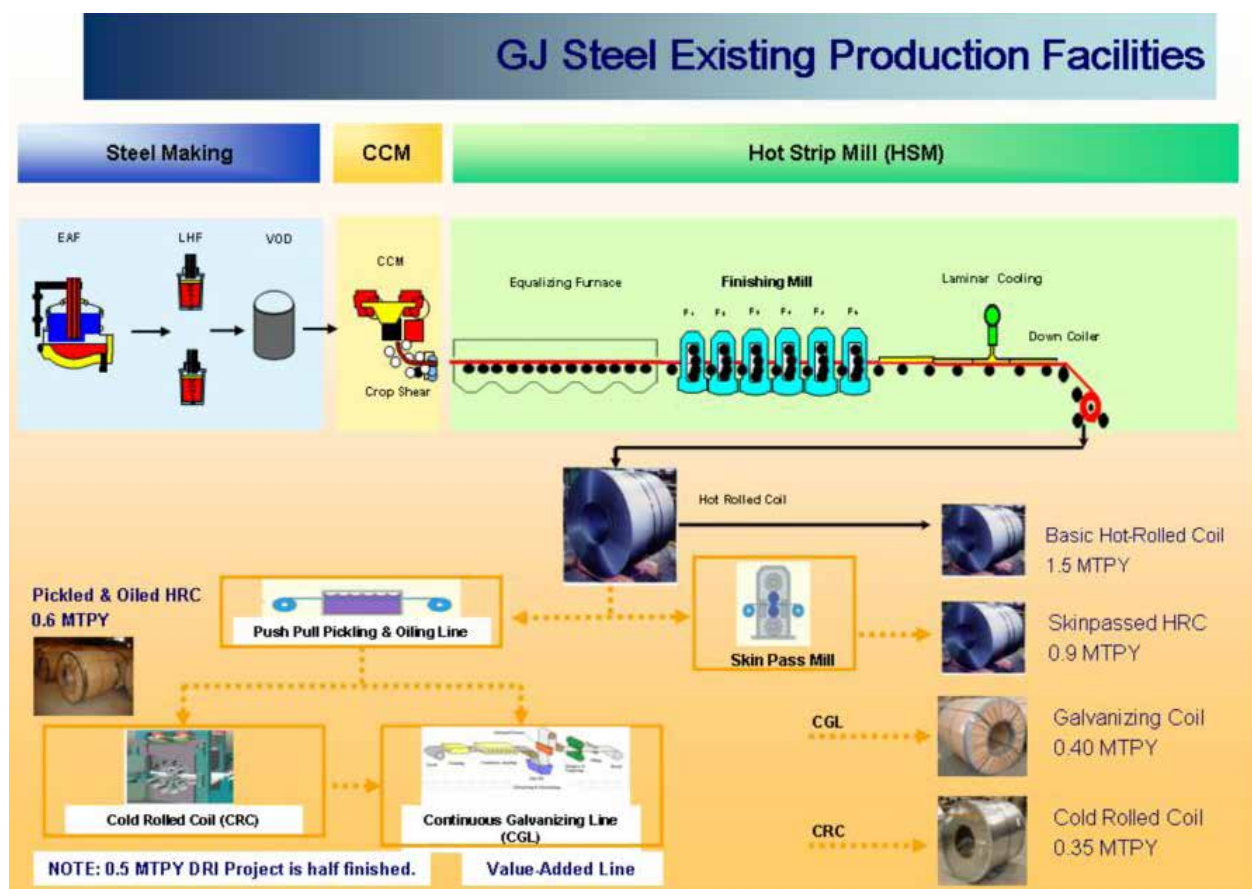 GJ Steel Existing Production Facilities
Steel Making
CCM
Hot Strip Mill (HSM)
EAF
LHF
VOD
CCM
Crop Shear
Equalizing Furnace
Finishing Mill
Laminar Cooling
Down Coiler
Hot Rolled Coil
Basic Hot-Rolled Coil
1.5 MTPY
Pickled & Oiled HRC
0.6 MTPY
Push Pull Pickling & Oiling Line
Skin Pass Mill
Skinpassed HRC
0.9 MTPY
CGL
Galvanizing Coil
0.40 MTPY
Cold Rolled Coil (CRC)
Continuous Galvanizing Line
(CGL)
CRC
Cold Rolled Coil
0.35 MTPY
NOTE: 0.5 MTPY DRI Project is half finished.
Value-Added Line